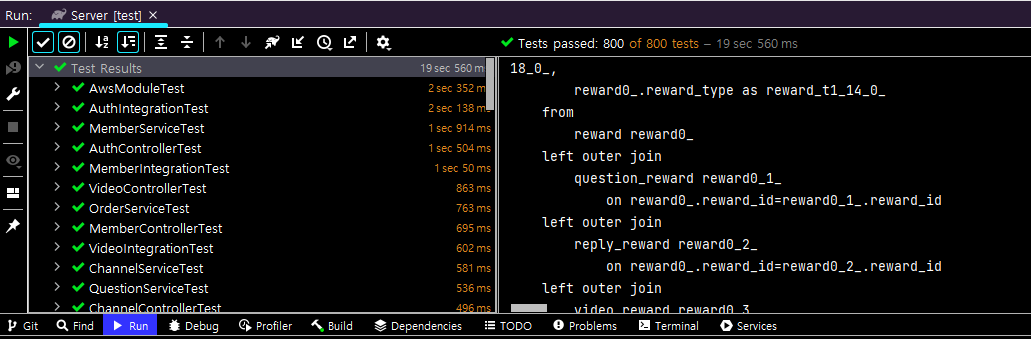 Run: Server [test] ×
Tests passed: 800 of 800 tests – 19 sec 560 ms
Test Results 19 sec 560 ms
AwsModuleTest 2 sec 352 ms
AuthIntegrationTest 2 sec 138 ms
MemberServiceTest 1 sec 914 ms
AuthControllerTest 1 sec 504 ms
MemberIntegrationTest 1 sec 50 ms
VideoControllerTest 863 ms
OrderServiceTest 763 ms
MemberControllerTest 695 ms
VideoIntegrationTest 602 ms
ChannelServiceTest 581 ms
QuestionServiceTest 536 ms
ChannelControllerTest 496 ms
18_0_,
reward0_.reward_type as reward_t1_14_0_
from
reward reward0_
left outer join
question_reward reward0_1_
on reward0_.reward_id=reward0_1_.reward_id
left outer join
reply_reward reward0_2_
on reward0_.reward_id=reward0_2_.reward_id
left outer join
video_reward reward0_3_
Git Find Run Debug Profiler Build Dependencies TODO Problems Terminal Services